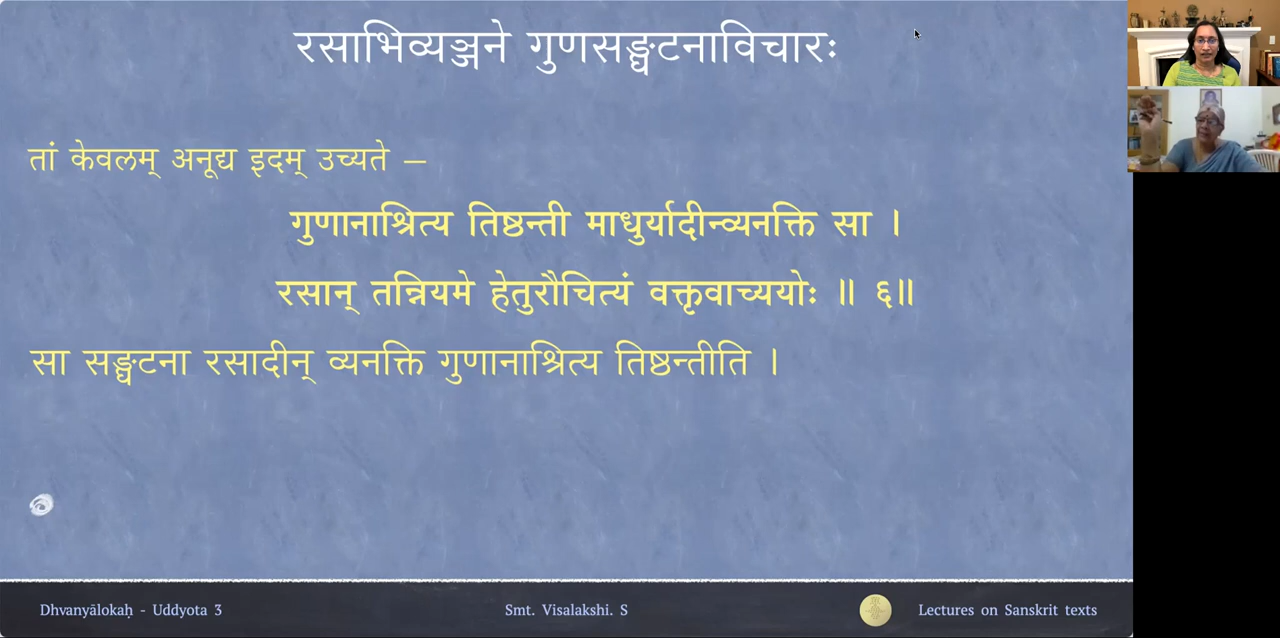 रसाभिव्यञ्जने गुणसङ्घटनाविचारः
तां केवलम् अनूद्य इदम् उच्यते –
गुणानाश्रित्य तिष्ठन्ती माधुर्यादीन्व्यनक्ति सा ।
रसान् तन्नियमे हेतुरौचित्यं वक्तृवाच्ययोः ॥ ६॥
सा सङ्घटना रसादीन् व्यनक्ति गुणानाश्रित्य तिष्ठन्तीति ।
Dhvanyālokaḥ - Uddyota 3
Smt. Visalakshi. S
Lectures on Sanskrit texts